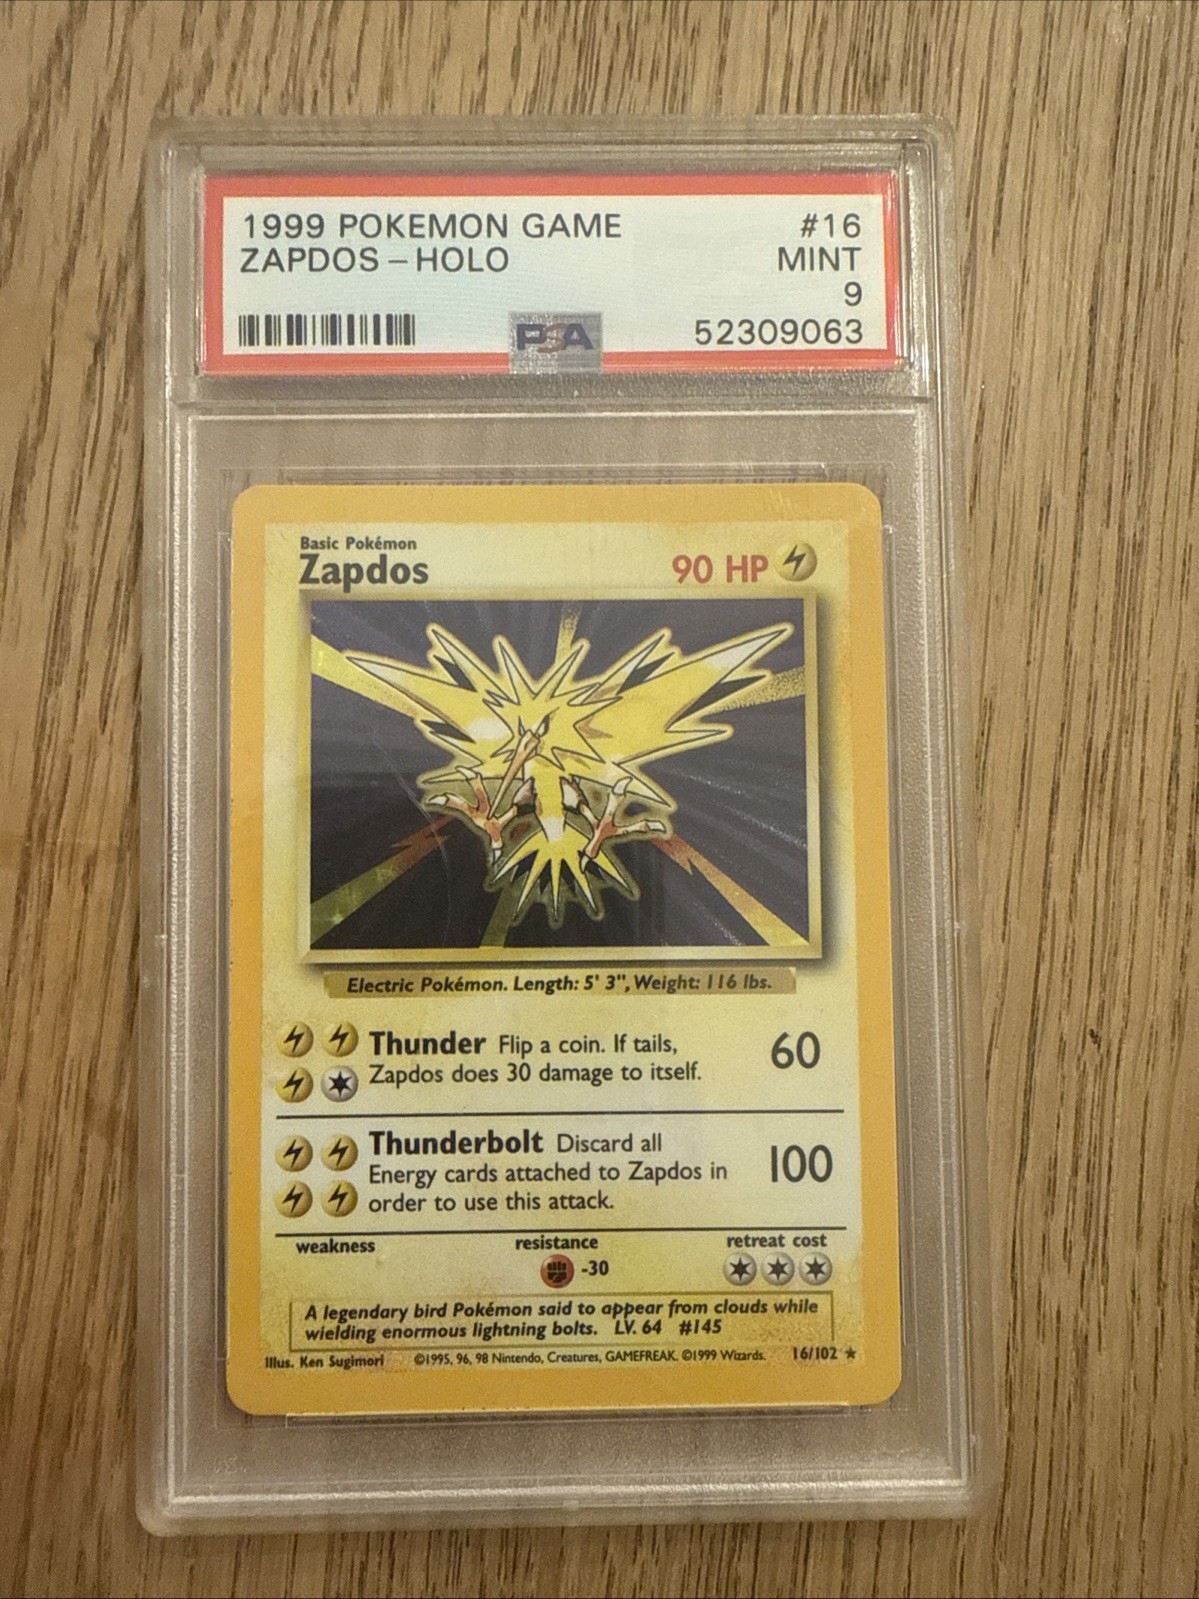 1999 POKEMON GAME #16
ZAPDOS – HOLO MINT
9
PSA 52309063
Basic Pokémon
Zapdos 90 HP
Electric Pokémon. Length: 5' 3", Weight: 116 lbs.
Thunder Flip a coin. If tails,
Zapdos does 30 damage to itself.
60
Thunderbolt Discard all
Energy cards attached to Zapdos in
order to use this attack.
100
weakness resistance retreat cost
-30
A legendary bird Pokémon said to appear from clouds while
wielding enormous lightning bolts. LV. 64 #145
Illus. Ken Sugimori ©1995, 96, 98 Nintendo, Creatures, GAMEFREAK. ©1999 Wizards. 16/102 ★